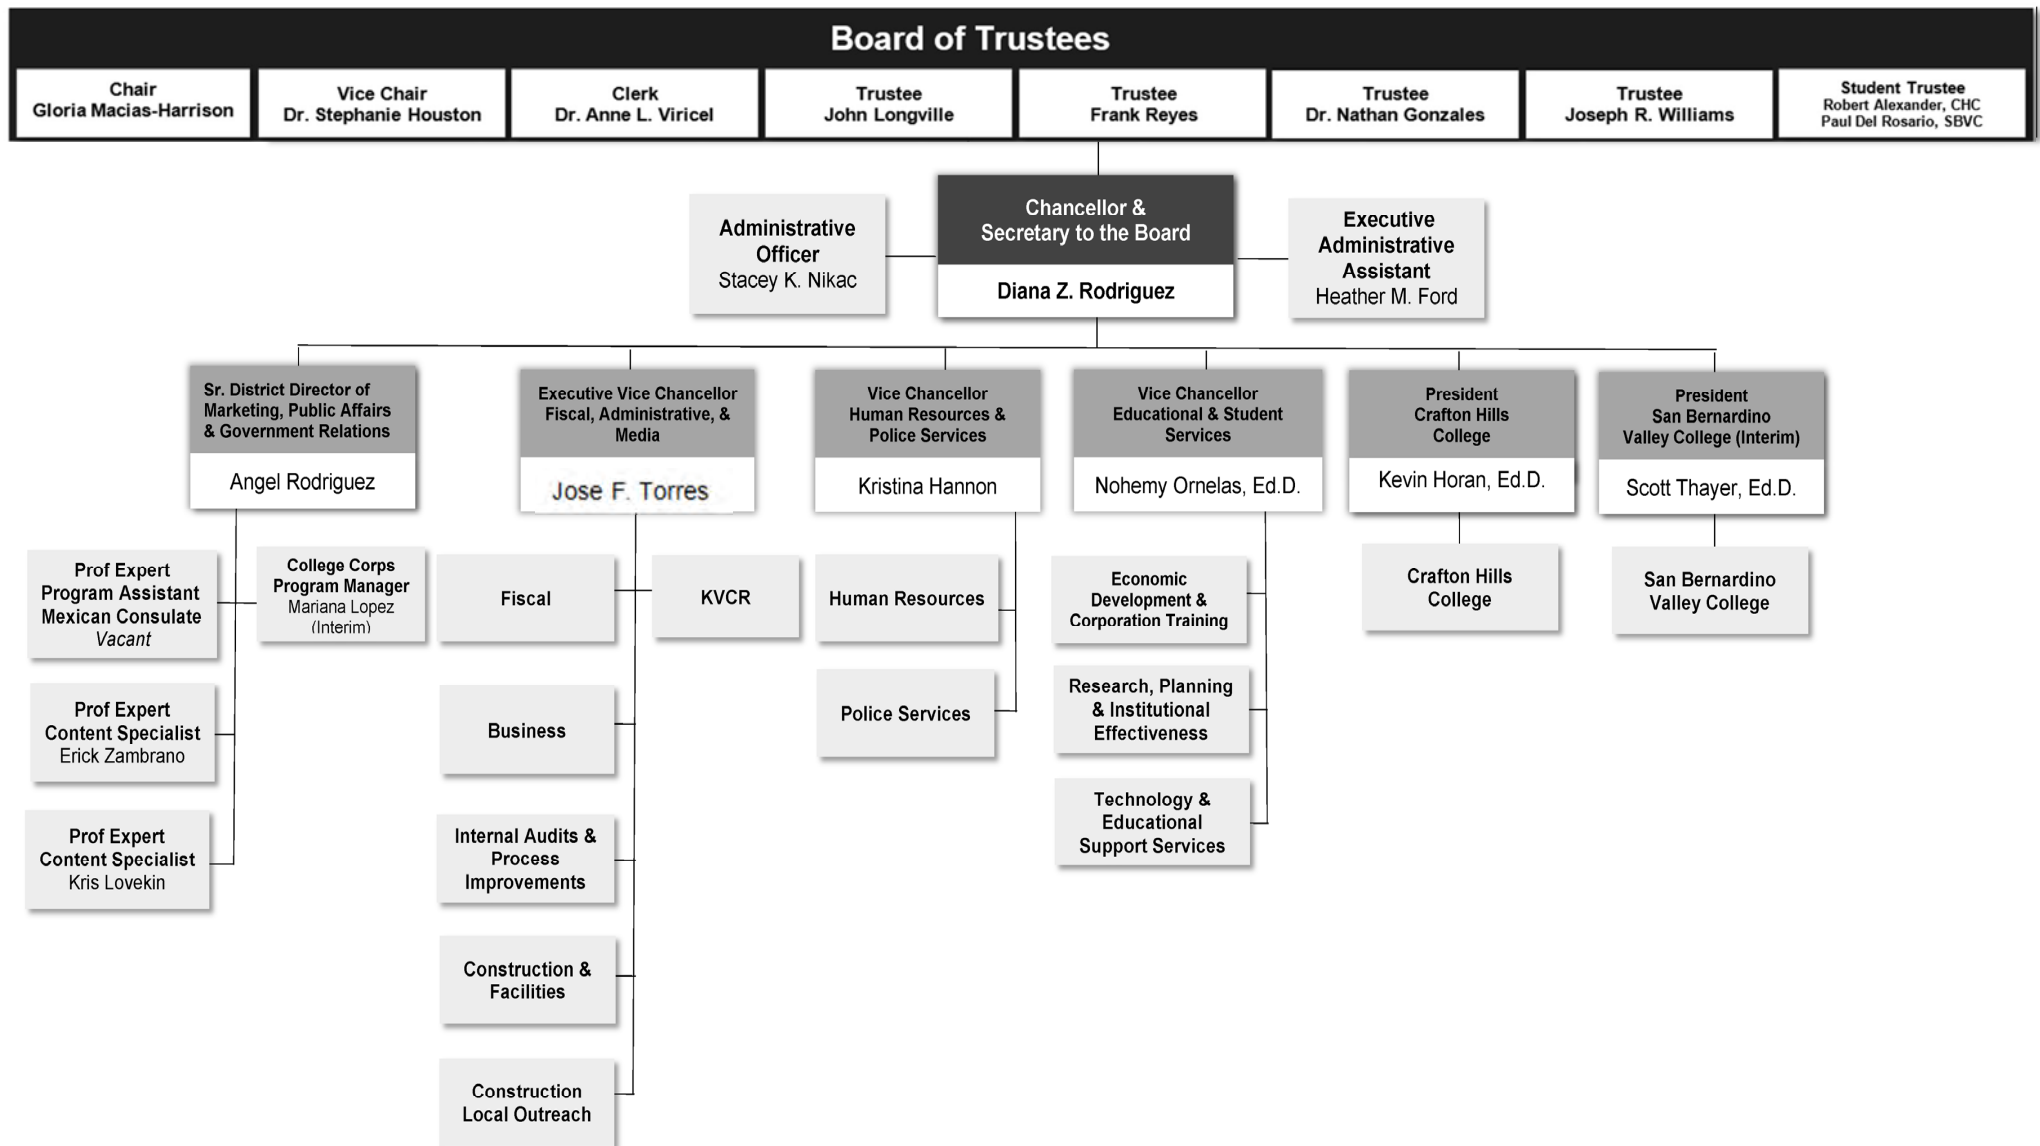 Board of Trustees
Chair
Gloria Macias-Harrison
Vice Chair
Dr. Stephanie Houston
Clerk
Dr. Anne L. Viricel
Trustee
John Longville
Trustee
Frank Reyes
Trustee
Dr. Nathan Gonzales
Trustee
Joseph R. Williams
Student Trustee
Robert Alexander, CHC
Paul Del Rosario, SBVC
Administrative
Officer
Stacey K. Nikac
Chancellor &
Secretary to the Board
Diana Z. Rodriguez
Executive
Administrative
Assistant
Heather M. Ford
Sr. District Director of
Marketing, Public Affairs
& Government Relations
Angel Rodriguez
Executive Vice Chancellor
Fiscal, Administrative, &
Media
Jose F. Torres
Vice Chancellor
Human Resources &
Police Services
Kristina Hannon
Vice Chancellor
Educational & Student
Services
Nohemy Ornelas, Ed.D.
President
Crafton Hills
College
Kevin Horan, Ed.D.
President
San Bernardino
Valley College (Interim)
Scott Thayer, Ed.D.
Prof Expert
Program Assistant
Mexican Consulate
Vacant
College Corps
Program Manager
Mariana Lopez
(Interim)
Prof Expert
Content Specialist
Erick Zambrano
Prof Expert
Content Specialist
Kris Lovekin
Fiscal
KVCR
Business
Internal Audits &
Process
Improvements
Construction &
Facilities
Construction
Local Outreach
Human Resources
Police Services
Economic
Development &
Corporation Training
Research, Planning
& Institutional
Effectiveness
Technology &
Educational
Support Services
Crafton Hills
College
San Bernardino
Valley College